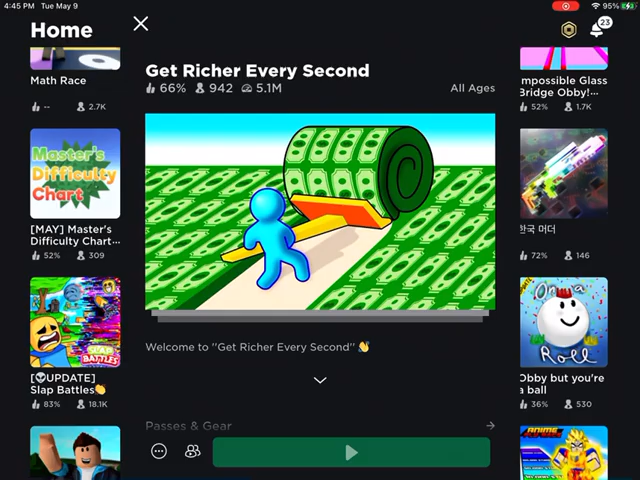 4:45 PM Tue May 9
95%
Home
23
Math Race
-- 2.7K
Master's
Difficulty
Chart
[MAY] Master's
Difficulty Chart...
52% 309
SLAP
BATTLES
[👽UPDATE]
Slap Battles👏
83% 18.1K
Get Richer Every Second
66% 942 5.1M
All Ages
Welcome to "Get Richer Every Second" 👋
Passes & Gear
mpossible Glass
Bridge Obby!...
52% 1.7K
한국 머더
72% 146
On a
Roll
Obby but you're
a ball
36% 530
ANIME